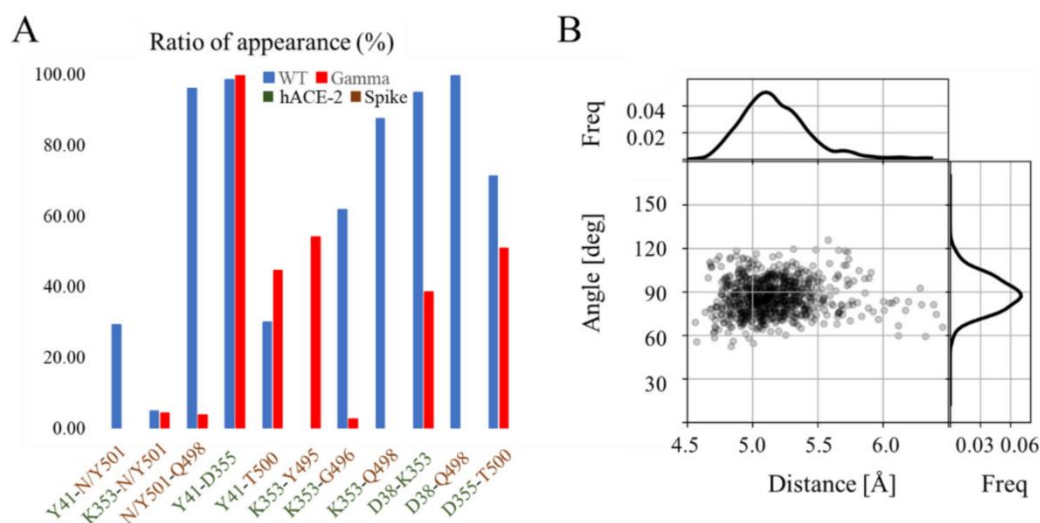 A
Ratio of appearance (%)
WT Gamma
hACE-2 Spike
100.00
80.00
60.00
40.00
20.00
0.00
Y41-N/Y501
K353-N/Y501
N/Y501-Q498
Y41-D355
Y41-T500
K353-Y495
K353-G496
K353-Q498
D38-K353
D38-Q498
D355-T500
B
Freq
0.04
0.02
Angle [deg]
150
120
90
60
30
4.5 5.0 5.5 6.0
0.03 0.06
Distance [Å]
Freq